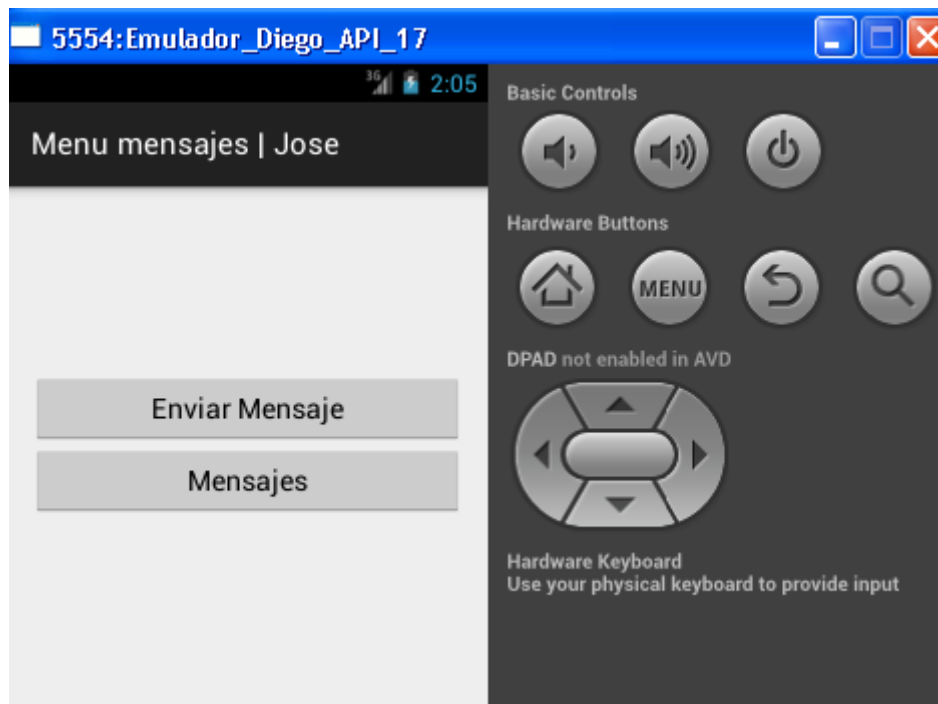 5554:Emulador_Diego_API_17
3G 2:05
Menu mensajes | Jose
Enviar Mensaje
Mensajes
Basic Controls
Hardware Buttons
MENU
DPAD not enabled in AVD
Hardware Keyboard
Use your physical keyboard to provide input